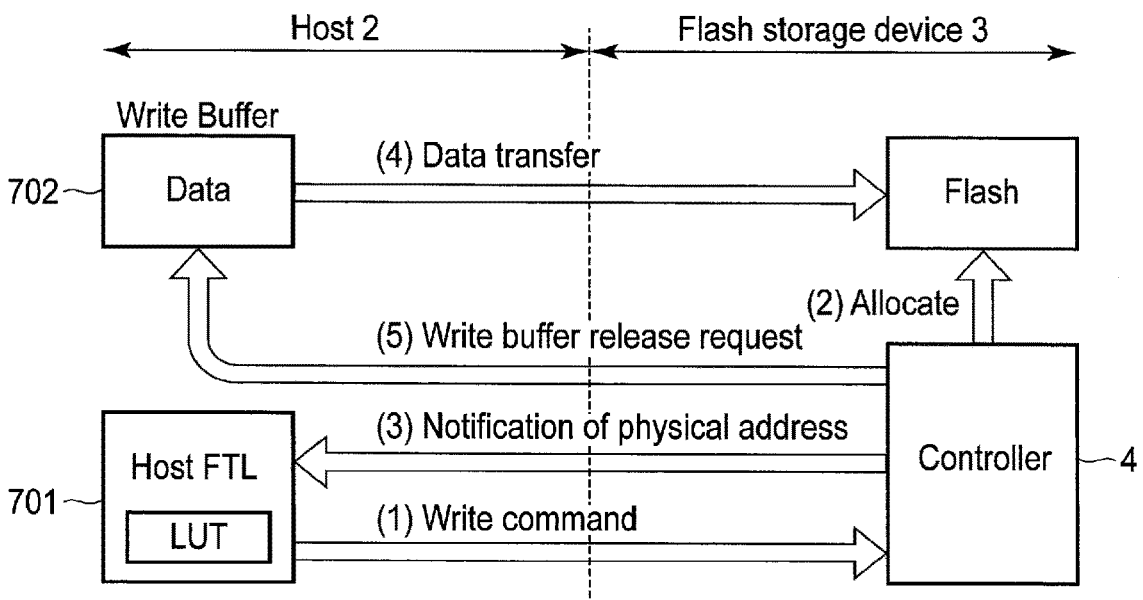 Host 2
Flash storage device 3
Write Buffer
702
Data
(4) Data transfer
Flash
(2) Allocate
(5) Write buffer release request
(3) Notification of physical address
Host FTL
Controller
4
701
LUT
(1) Write command